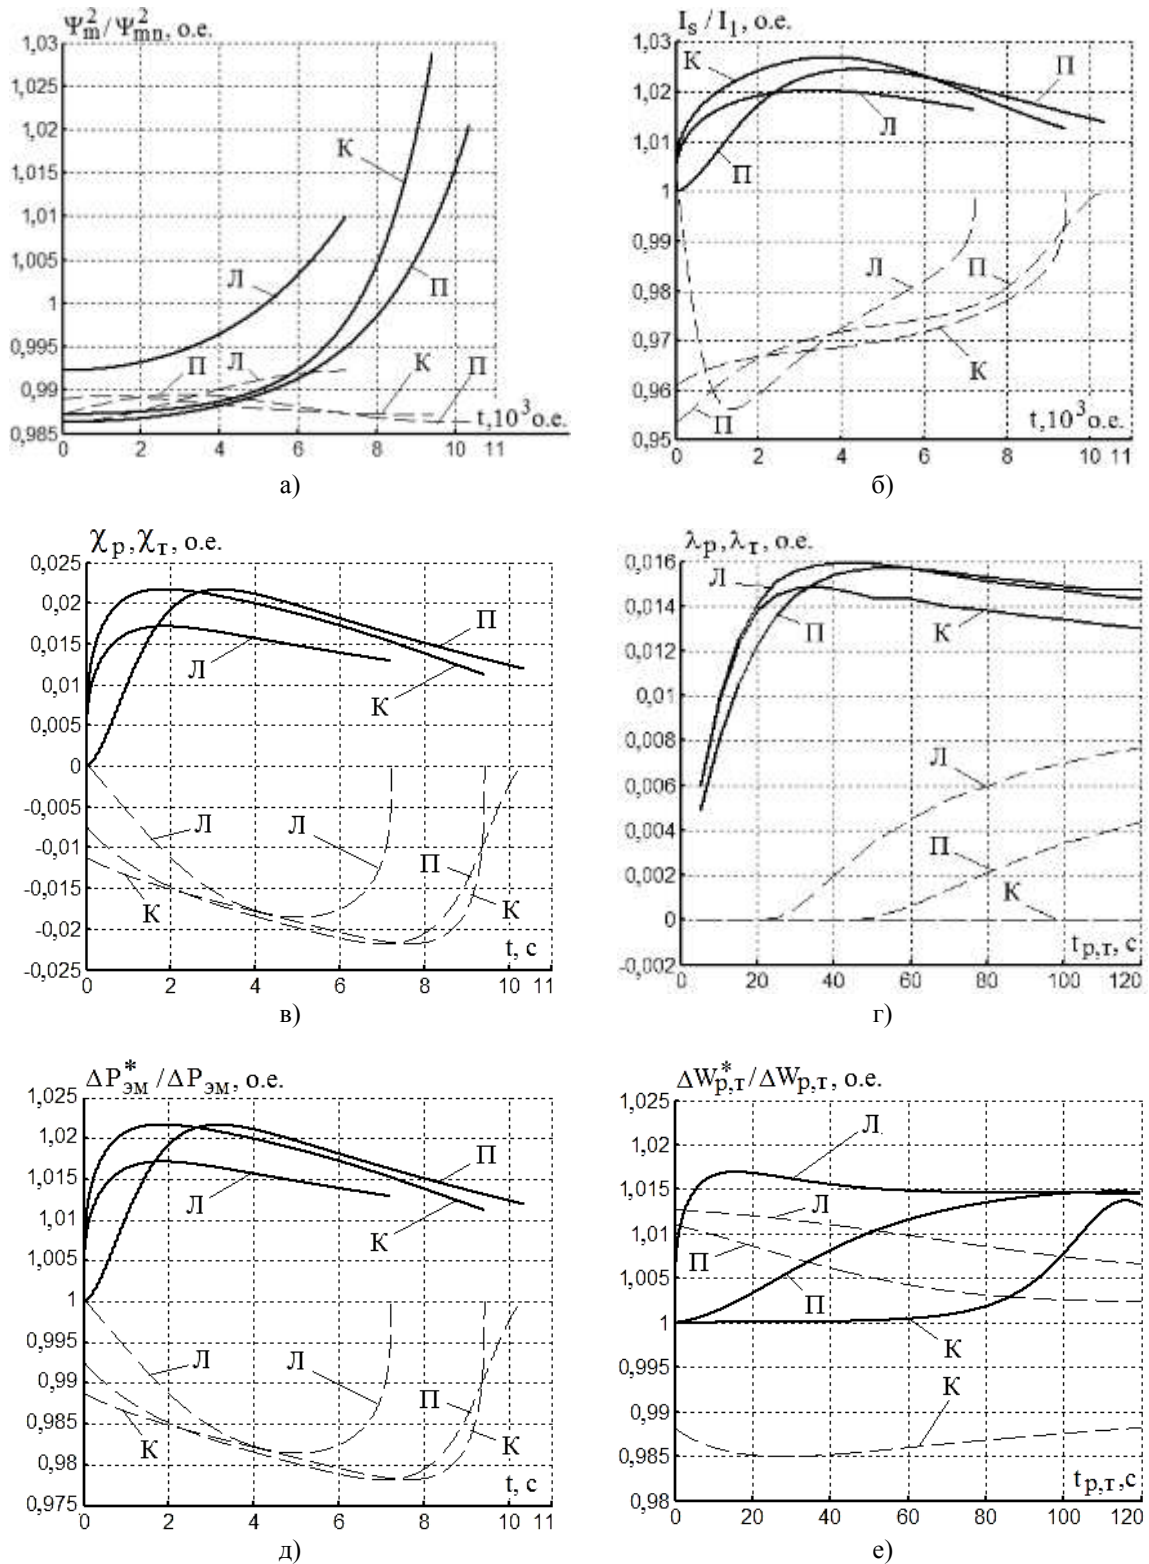 Ψ²m/Ψ²mn, о.е.
1,03
1,025
1,02
1,015
1,01
1,005
1
0,995
0,99
0,985
К
Л
П
П
Л
К
П
t,10³о.е.
0 2 4 6 8 10 11
а)
Is / I1, о.е.
1,03
1,02
1,01
1
0,99
0,98
0,97
0,96
0,95
К
П
Л
П
Л
П
К
П
t,10³о.е.
0 2 4 6 8 10 11
б)
χр, χт, о.е.
0,025
0,02
0,015
0,01
0,005
0
-0,005
-0,01
-0,015
-0,02
-0,025
П
Л
К
Л
Л
П
К
К
t, с
0 2 4 6 8 10 11
в)
λр, λт, о.е.
0,016
0,014
0,012
0,01
0,008
0,006
0,004
0,002
0
-0,002
Л
П
К
Л
П
К
tр,т, с
0 20 40 60 80 100 120
г)
ΔP*эм / ΔPэм, о.е.
1,025
1,02
1,015
1,01
1,005
1
0,995
0,99
0,985
0,98
0,975
П
Л
К
Л
Л
П
К
К
t, с
0 2 4 6 8 10 11
д)
ΔW*р,т / ΔWр,т, о.е.
1,025
1,02
1,015
1,01
1,005
1
0,995
0,99
0,985
0,98
Л
Л
П
П
К
К
tр,т, с
0 20 40 60 80 100 120
е)